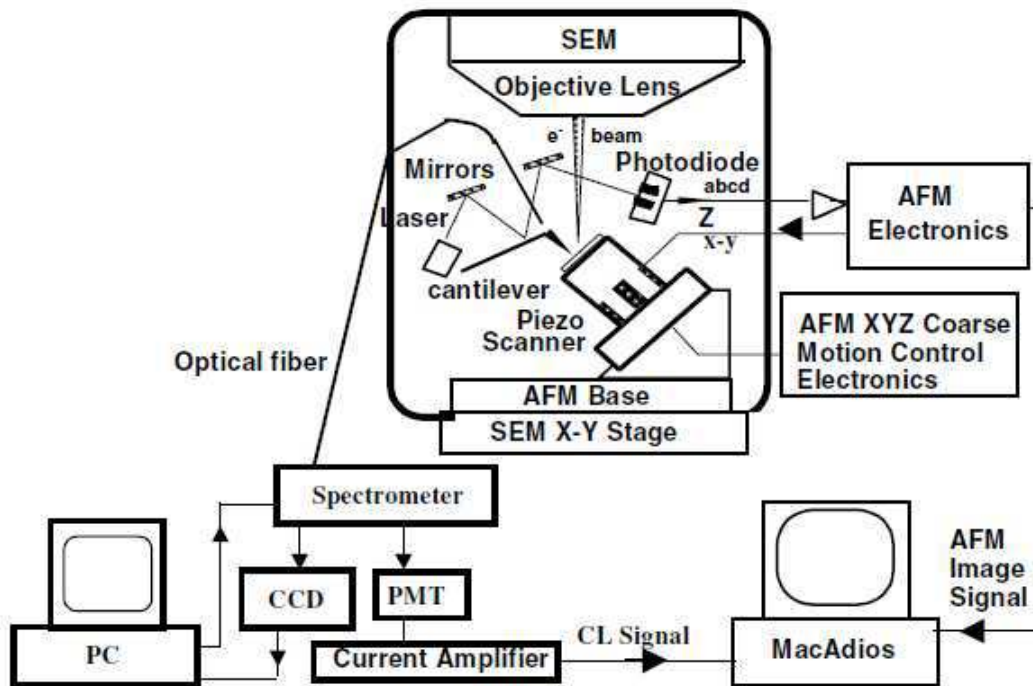 SEM
Objective Lens
e- beam
Mirrors
Photodiode
abcd
Laser
Z
x-y
AFM
Electronics
cantilever
Piezo
Scanner
AFM XYZ Coarse
Motion Control
Electronics
Optical fiber
AFM Base
SEM X-Y Stage
Spectrometer
CCD
PMT
AFM
Image
Signal
PC
Current Amplifier
CL Signal
MacAdios